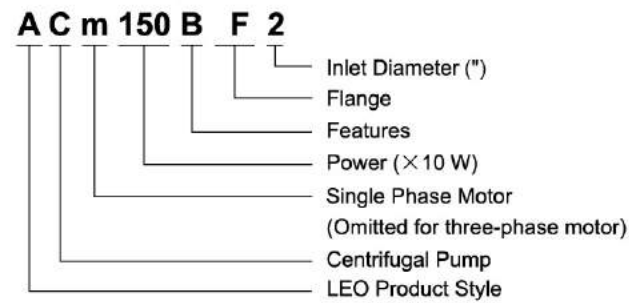 A C m 150 B F 2
Inlet Diameter (")
Flange
Features
Power (×10 W)
Single Phase Motor
(Omitted for three-phase motor)
Centrifugal Pump
LEO Product Style